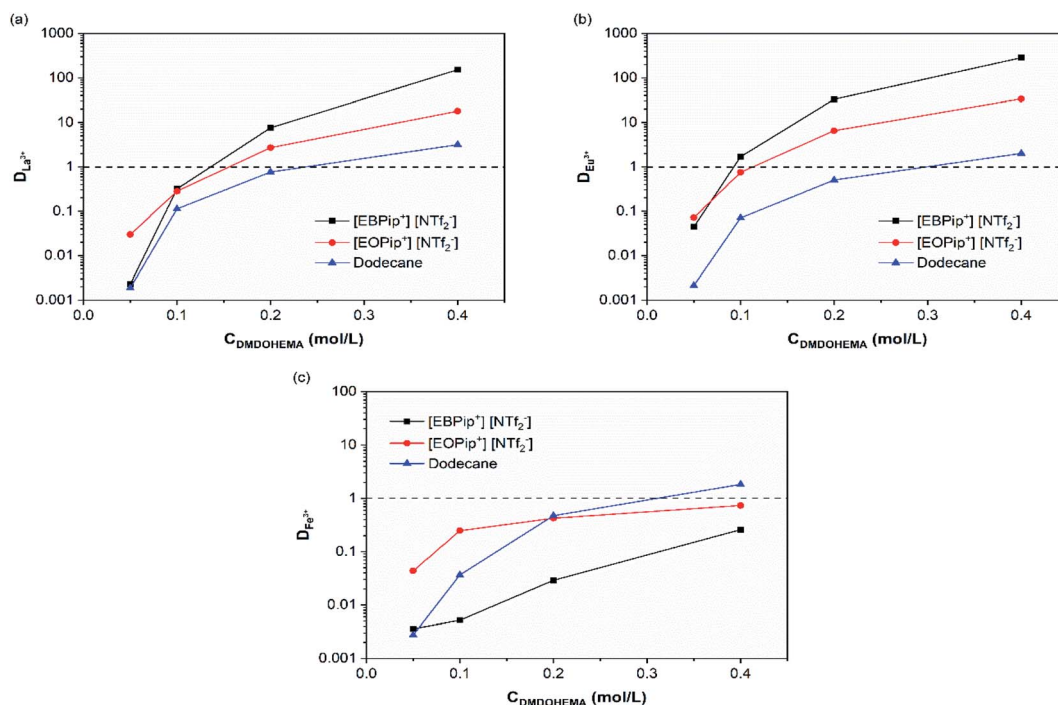 (a)
1000
100
10
1
0.1
0.01
0.001
D La³⁺
[EBPip⁺] [NTf₂⁻]
[EOPip⁺] [NTf₂⁻]
Dodecane
0.0 0.1 0.2 0.3 0.4
C_DMDOHEMA (mol/L)
(b)
1000
100
10
1
0.1
0.01
0.001
D Eu³⁺
[EBPip⁺] [NTf₂⁻]
[EOPip⁺] [NTf₂⁻]
Dodecane
0.0 0.1 0.2 0.3 0.4
C_DMDOHEMA (mol/L)
(c)
100
10
1
0.1
0.01
0.001
D Fe³⁺
[EBPip⁺] [NTf₂⁻]
[EOPip⁺] [NTf₂⁻]
Dodecane
0.0 0.1 0.2 0.3 0.4
C_DMDOHEMA (mol/L)